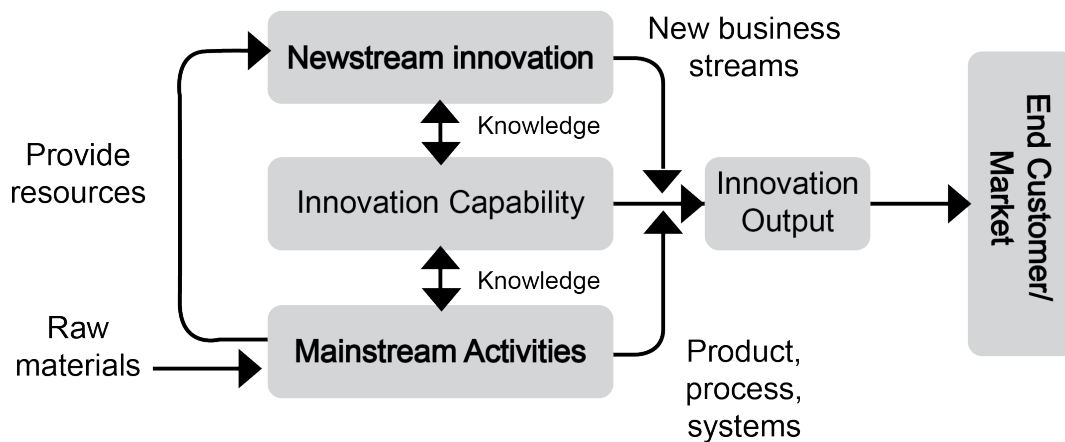 Newstream innovation
New business
streams
Knowledge
Provide
resources
Innovation Capability
Innovation
Output
End Customer/
Market
Knowledge
Raw
materials
Mainstream Activities
Product,
process,
systems